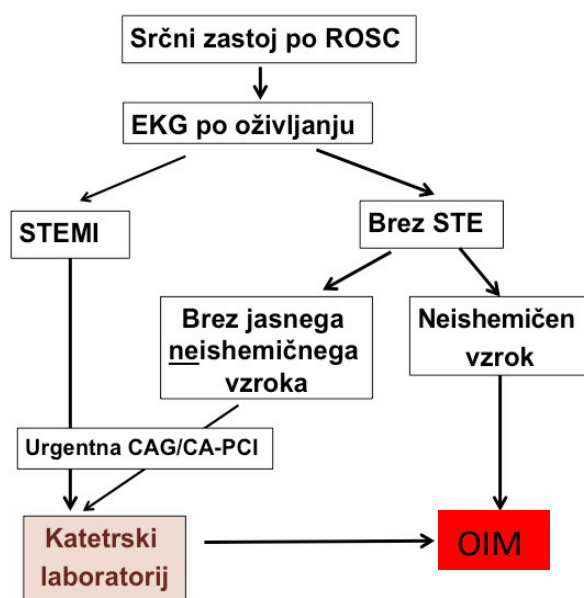 Srčni zastoj po ROSC
EKG po oživljanju
STEMI
Brez STE
Brez jasnega
neishemičnega
vzroka
Neishemičen
vzrok
Urgentna CAG/CA-PCI
Katetrski
laboratorij
OIM